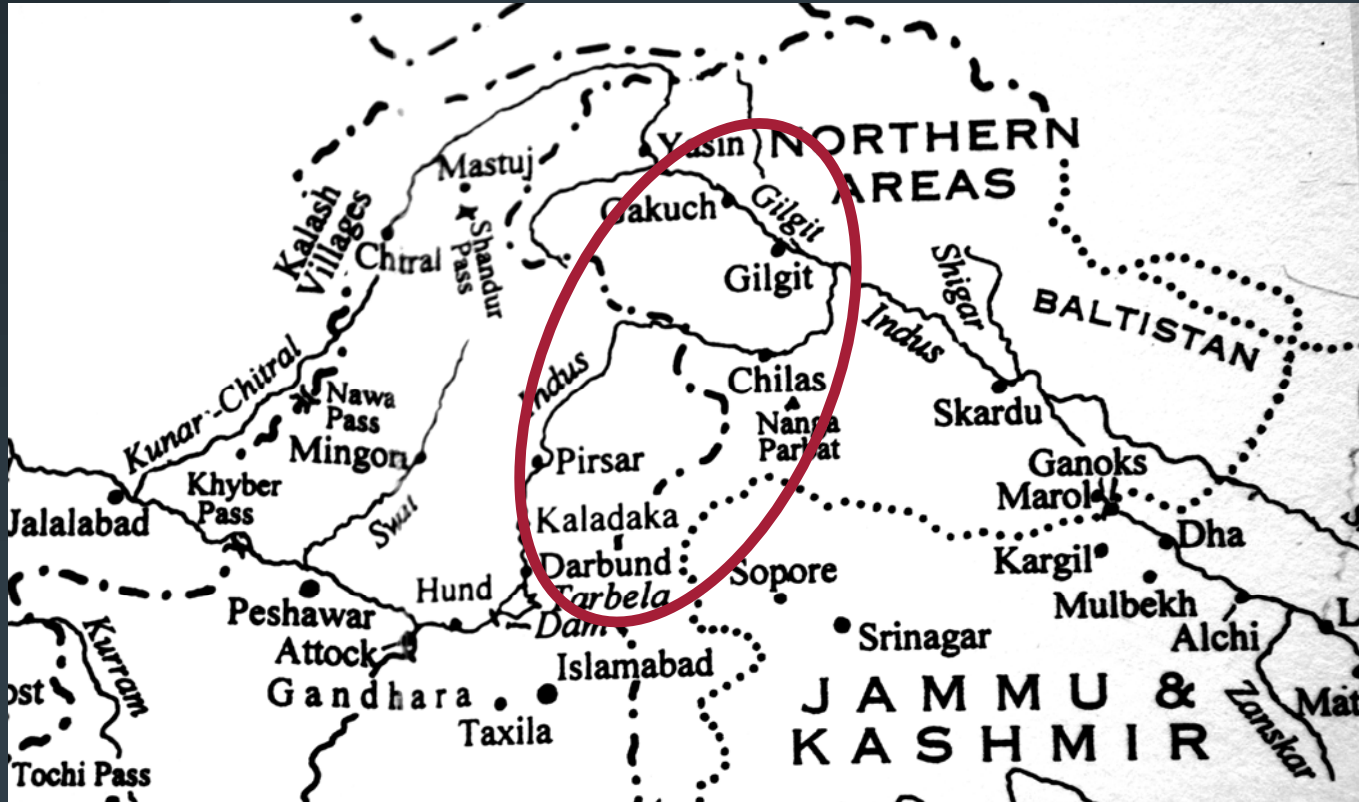 NORTHERN
AREAS
Yasin
Mastuj
Kalash
Villages
Gakuch
Gilgit
Shandur
Pass
Chitral
Gilgit
Shigar
BALTISTAN
Indus
Kunar-Chitral
Indus
Chilas
Nanga
Parbat
Skardu
Nawa
Pass
Mingora
Pirsar
Ganoks
Marol
Khyber
Pass
Jalalabad
Swat
Kaladaka
Dha
Darbund
Kargil
Sopore
Hund
Tarbela
Dam
Mulbekh
Peshawar
Attock
Srinagar
Alchi
Kurram
Islamabad
Gandhara
JAMMU &
KASHMIR
Zanskar
Mat
ost
Taxila
Tochi Pass